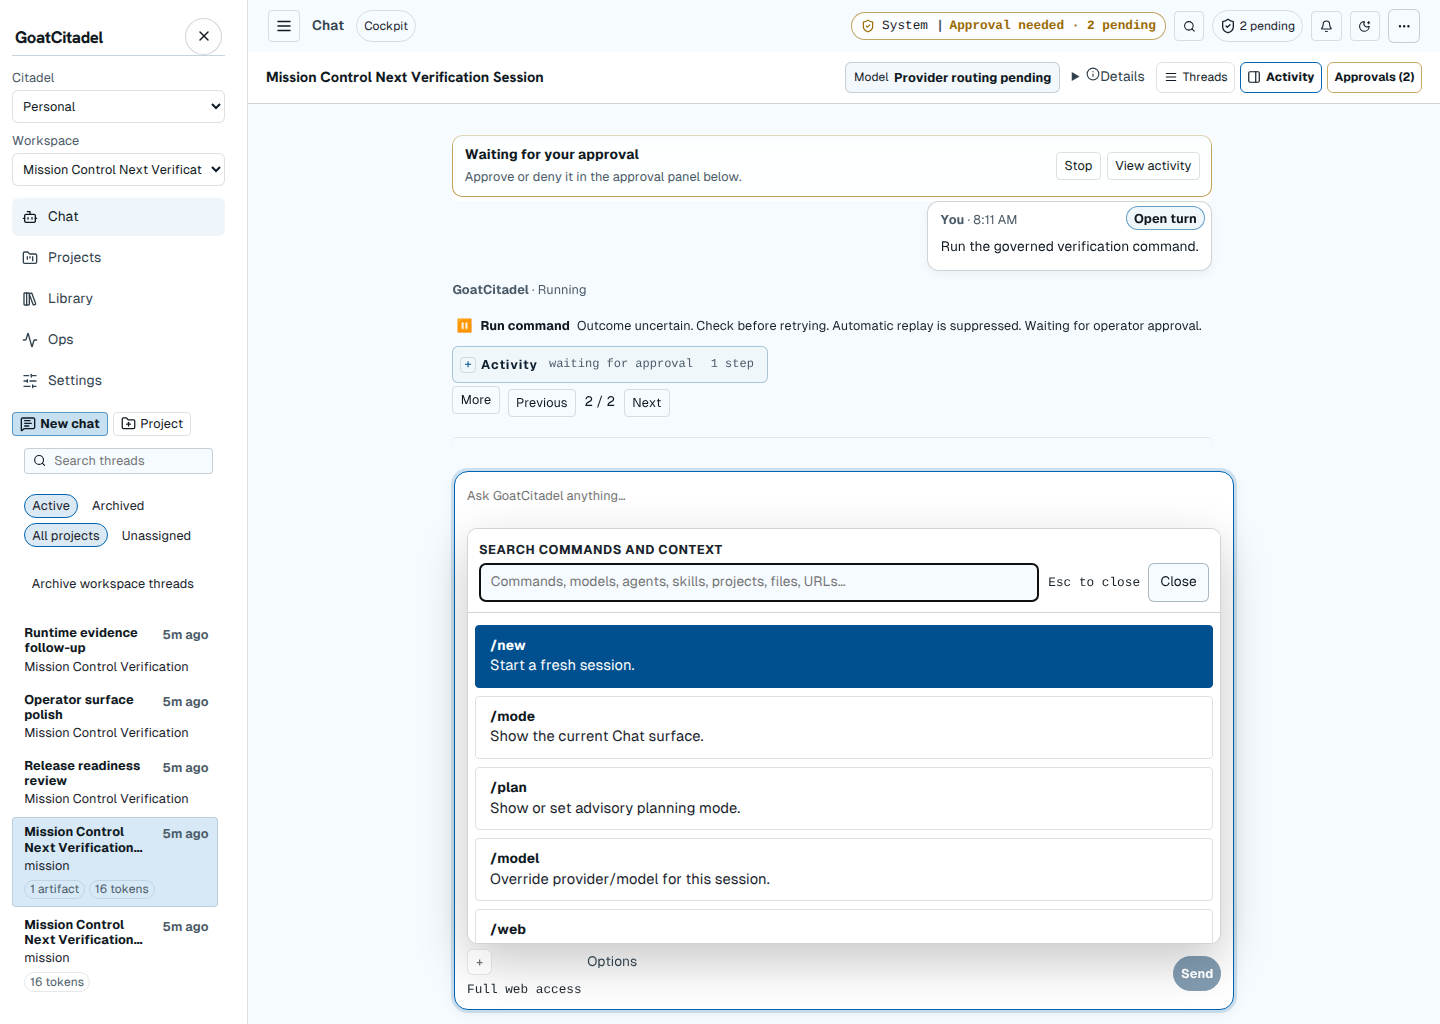 GoatCitadel
Citadel
Personal
Workspace
Mission Control Next Verificat
Chat
Projects
Library
Ops
Settings
New chat
Project
Search threads
Active
Archived
All projects
Unassigned
Archive workspace threads
Runtime evidence
follow-up
5m ago
Mission Control Verification
Operator surface
polish
5m ago
Mission Control Verification
Release readiness
review
5m ago
Mission Control Verification
Mission Control
Next Verification...
5m ago
mission
1 artifact
16 tokens
Mission Control
Next Verification...
5m ago
mission
16 tokens
Chat
Cockpit
System | Approval needed · 2 pending
2 pending
Mission Control Next Verification Session
Model Provider routing pending
Details
Threads
Activity
Approvals (2)
Waiting for your approval
Approve or deny it in the approval panel below.
Stop
View activity
You · 8:11 AM
Open turn
Run the governed verification command.
GoatCitadel · Running
Run command Outcome uncertain. Check before retrying. Automatic replay is suppressed. Waiting for operator approval.
+ Activity waiting for approval 1 step
More
Previous
2 / 2
Next
Ask GoatCitadel anything...
SEARCH COMMANDS AND CONTEXT
Commands, models, agents, skills, projects, files, URLs...
Esc to close
Close
/new
Start a fresh session.
/mode
Show the current Chat surface.
/plan
Show or set advisory planning mode.
/model
Override provider/model for this session.
/web
+
Options
Send
Full web access